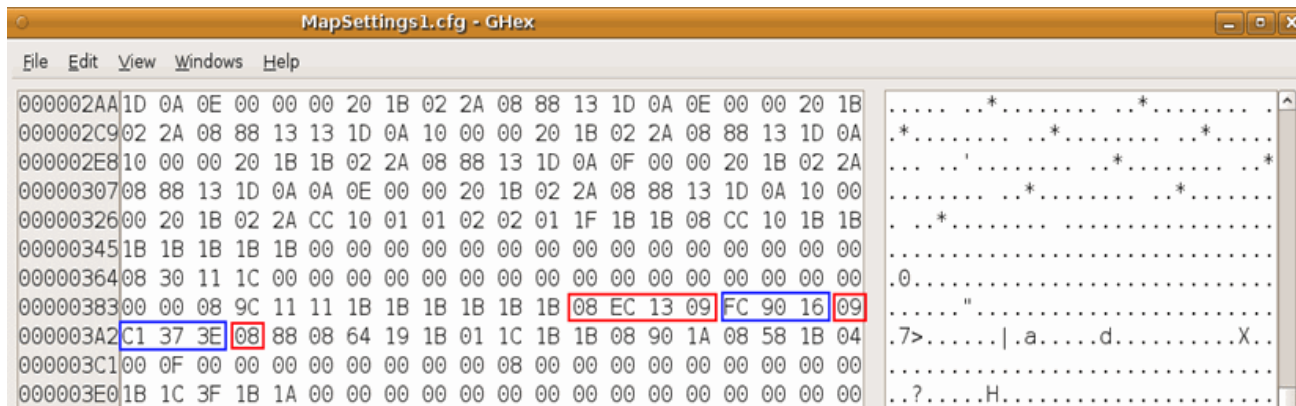 MapSettings1.cfg - GHex
File Edit View Windows Help
000002AA 1D 0A 0E 00 00 00 20 1B 02 2A 08 88 13 1D 0A 0E 00 00 20 1B ..... ..*........ ..*........ .
000002C9 02 2A 08 88 13 13 1D 0A 10 00 00 20 1B 02 2A 08 88 13 1D 0A .*........ ..*........ ..*.....
000002E8 10 00 00 20 1B 1B 02 2A 08 88 13 1D 0A 0F 00 00 20 1B 02 2A ... ..'............ ..*........ ..*
00000307 08 88 13 1D 0A 0A 0E 00 00 20 1B 02 2A 08 88 13 1D 0A 10 00 ........ ..*........ ..*.......
00000326 00 20 1B 02 2A CC 10 01 01 02 02 01 1F 1B 1B 08 CC 10 1B 1B . ..*........ .................
00000345 1B 1B 1B 1B 1B 00 00 00 00 00 00 00 00 00 00 00 00 00 00 00 ...............................
00000364 08 30 11 1C 00 00 00 00 00 00 00 00 00 00 00 00 00 00 00 00 .0.............................
00000383 00 00 08 9C 11 11 1B 1B 1B 1B 1B 1B 08 EC 13 09 FC 90 16 09 ......"........................
000003A2 C1 37 3E 08 88 08 64 19 1B 01 1C 1B 1B 08 90 1A 08 58 1B 04 .7>......|.a.....d..........X..
000003C1 00 0F 00 00 00 00 00 00 00 08 00 00 00 00 00 00 00 00 00 00 ...............................
000003E0 1B 1C 3F 1B 1A 00 00 00 00 00 00 00 00 00 00 00 00 00 00 00 ..?.....H......................